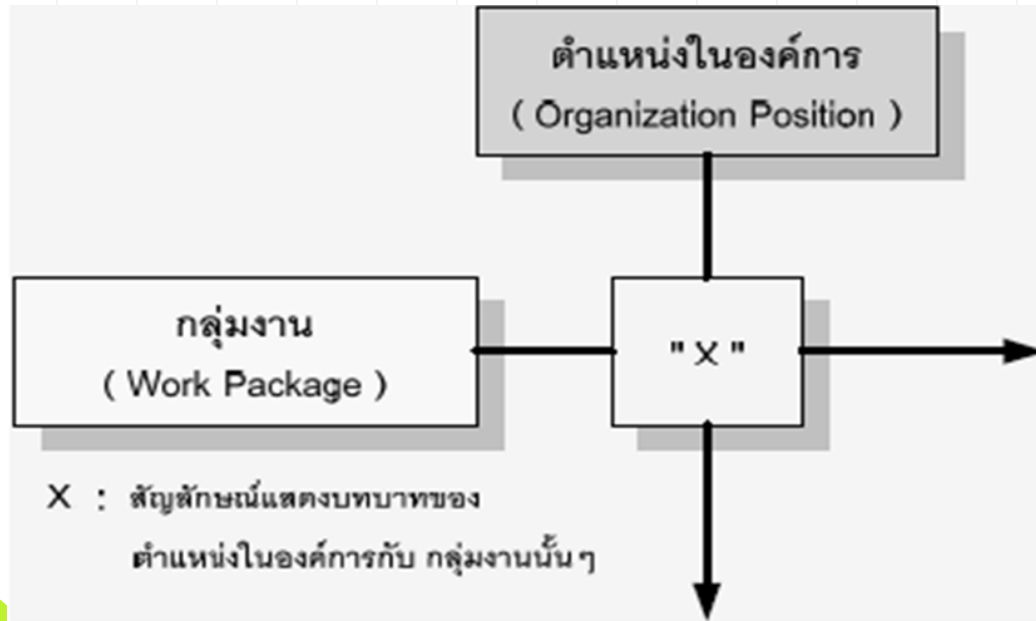 ตำแหน่งในองค์การ
( Organization Position )
กลุ่มงาน
( Work Package )
" X "
X : สัญลักษณ์แสดงบทบาทของ
ตำแหน่งในองค์การกับ กลุ่มงานนั้นๆ